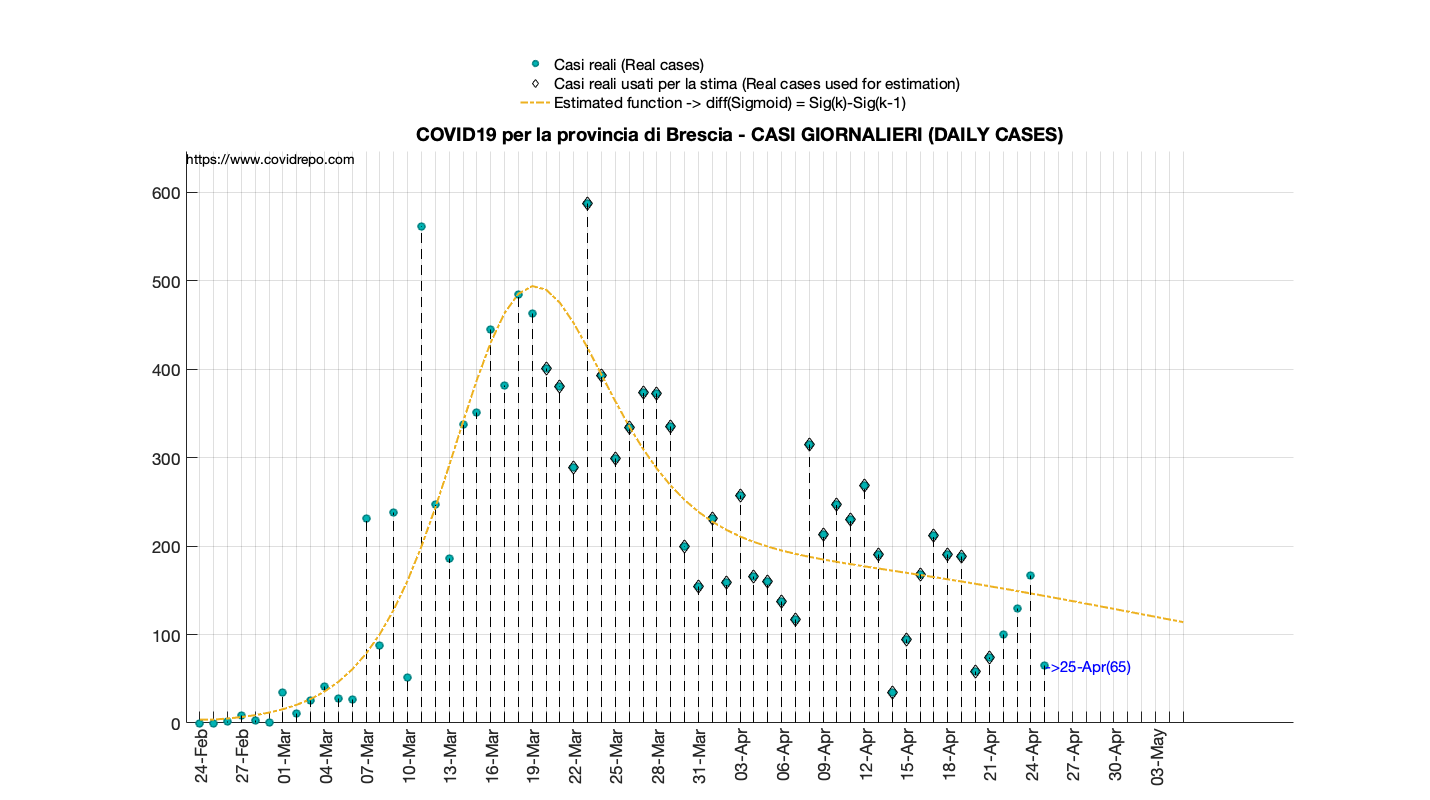 Casi reali (Real cases)
Casi reali usati per la stima (Real cases used for estimation)
Estimated function -> diff(Sigmoid) = Sig(k)-Sig(k-1)
COVID19 per la provincia di Brescia - CASI GIORNALIERI (DAILY CASES)
https://www.covidrepo.com
600
500
400
300
200
100
0
->25-Apr(65)
24-Feb
27-Feb
01-Mar
04-Mar
07-Mar
10-Mar
13-Mar
16-Mar
19-Mar
22-Mar
25-Mar
28-Mar
31-Mar
03-Apr
06-Apr
09-Apr
12-Apr
15-Apr
18-Apr
21-Apr
24-Apr
27-Apr
30-Apr
03-May